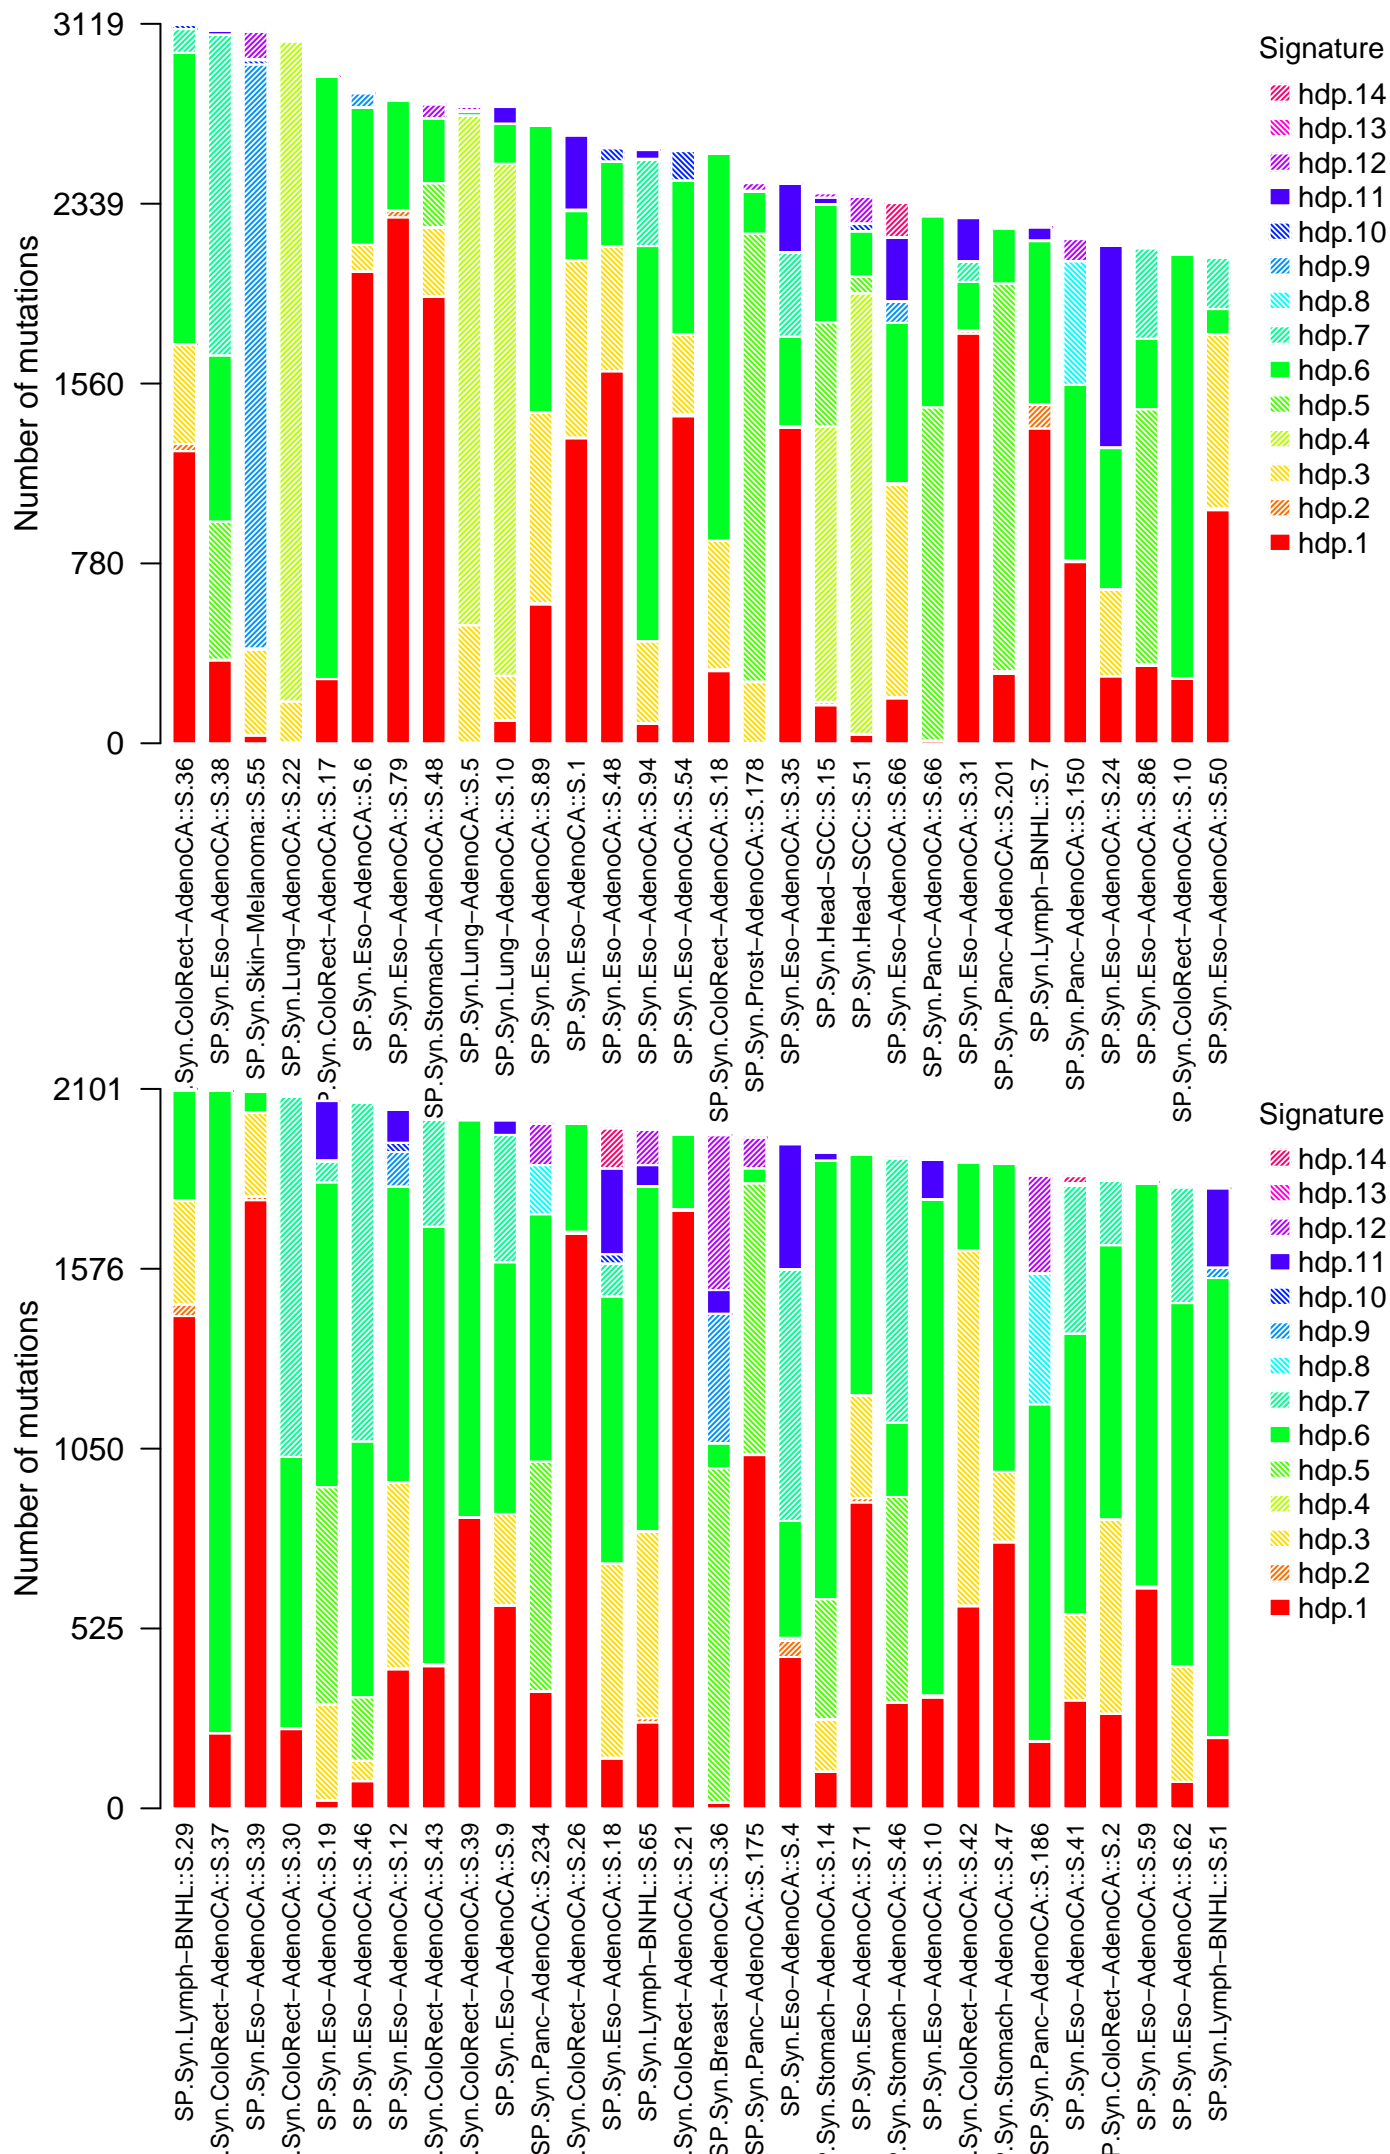 3119
2339
1560
780
0
Number of mutations
Signature
hdp.14
hdp.13
hdp.12
hdp.11
hdp.10
hdp.9
hdp.8
hdp.7
hdp.6
hdp.5
hdp.4
hdp.3
hdp.2
hdp.1
.Syn.ColoRect−AdenoCA::S.36
SP.Syn.Eso−AdenoCA::S.38
SP.Syn.Skin−Melanoma::S.55
SP.Syn.Lung−AdenoCA::S.22
P.Syn.ColoRect−AdenoCA::S.17
SP.Syn.Eso−AdenoCA::S.6
SP.Syn.Eso−AdenoCA::S.79
SP.Syn.Stomach−AdenoCA::S.48
SP.Syn.Lung−AdenoCA::S.5
SP.Syn.Lung−AdenoCA::S.10
SP.Syn.Eso−AdenoCA::S.89
SP.Syn.Eso−AdenoCA::S.1
SP.Syn.Eso−AdenoCA::S.48
SP.Syn.Eso−AdenoCA::S.94
SP.Syn.Eso−AdenoCA::S.54
SP.Syn.ColoRect−AdenoCA::S.18
SP.Syn.Prost−AdenoCA::S.178
SP.Syn.Eso−AdenoCA::S.35
SP.Syn.Head−SCC::S.15
SP.Syn.Head−SCC::S.51
SP.Syn.Eso−AdenoCA::S.66
SP.Syn.Panc−AdenoCA::S.66
SP.Syn.Eso−AdenoCA::S.31
SP.Syn.Panc−AdenoCA::S.201
SP.Syn.Lymph−BNHL::S.7
SP.Syn.Panc−AdenoCA::S.150
SP.Syn.Eso−AdenoCA::S.24
SP.Syn.Eso−AdenoCA::S.86
SP.Syn.ColoRect−AdenoCA::S.10
SP.Syn.Eso−AdenoCA::S.50
2101
1576
1050
525
0
Number of mutations
Signature
hdp.14
hdp.13
hdp.12
hdp.11
hdp.10
hdp.9
hdp.8
hdp.7
hdp.6
hdp.5
hdp.4
hdp.3
hdp.2
hdp.1
SP.Syn.Lymph−BNHL::S.29
.Syn.ColoRect−AdenoCA::S.37
SP.Syn.Eso−AdenoCA::S.39
.Syn.ColoRect−AdenoCA::S.30
SP.Syn.Eso−AdenoCA::S.19
SP.Syn.Eso−AdenoCA::S.46
SP.Syn.Eso−AdenoCA::S.12
.Syn.ColoRect−AdenoCA::S.43
.Syn.ColoRect−AdenoCA::S.39
SP.Syn.Eso−AdenoCA::S.9
SP.Syn.Panc−AdenoCA::S.234
.Syn.ColoRect−AdenoCA::S.26
SP.Syn.Eso−AdenoCA::S.18
SP.Syn.Lymph−BNHL::S.65
.Syn.ColoRect−AdenoCA::S.21
SP.Syn.Breast−AdenoCA::S.36
SP.Syn.Panc−AdenoCA::S.175
SP.Syn.Eso−AdenoCA::S.4
P.Syn.Stomach−AdenoCA::S.14
SP.Syn.Eso−AdenoCA::S.71
P.Syn.Stomach−AdenoCA::S.46
SP.Syn.Eso−AdenoCA::S.10
.Syn.ColoRect−AdenoCA::S.42
P.Syn.Stomach−AdenoCA::S.47
SP.Syn.Panc−AdenoCA::S.186
SP.Syn.Eso−AdenoCA::S.41
P.Syn.ColoRect−AdenoCA::S.2
SP.Syn.Eso−AdenoCA::S.59
SP.Syn.Eso−AdenoCA::S.62
SP.Syn.Lymph−BNHL::S.51